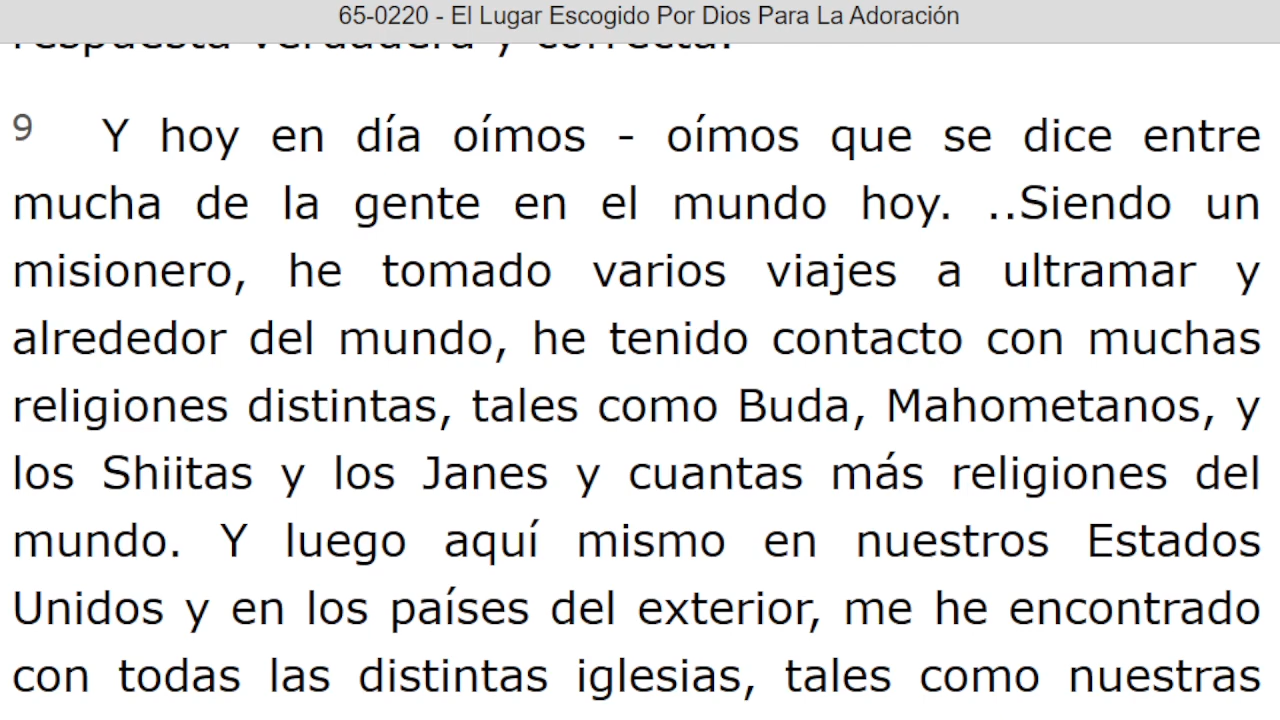 65-0220 - El Lugar Escogido Por Dios Para La Adoración
respuesta verdadera y correcta.
9 Y hoy en día oímos - oímos que se dice entre
mucha de la gente en el mundo hoy. ..Siendo un
misionero, he tomado varios viajes a ultramar y
alrededor del mundo, he tenido contacto con muchas
religiones distintas, tales como Buda, Mahometanos, y
los Shiitas y los Janes y cuantas más religiones del
mundo. Y luego aquí mismo en nuestros Estados
Unidos y en los países del exterior, me he encontrado
con todas las distintas iglesias, tales como nuestras